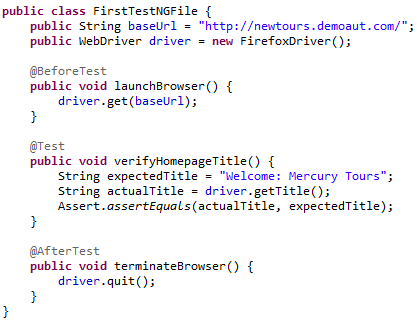 public class FirstTestNGFile {
    public String baseUrl = "http://newtours.demoaut.com/";
    public WebDriver driver = new FirefoxDriver();

    @BeforeTest
    public void launchBrowser() {
        driver.get(baseUrl);
    }

    @Test
    public void verifyHomepageTitle() {
        String expectedTitle = "Welcome: Mercury Tours";
        String actualTitle = driver.getTitle();
        Assert.assertEquals(actualTitle, expectedTitle);
    }

    @AfterTest
    public void terminateBrowser() {
        driver.quit();
    }
}